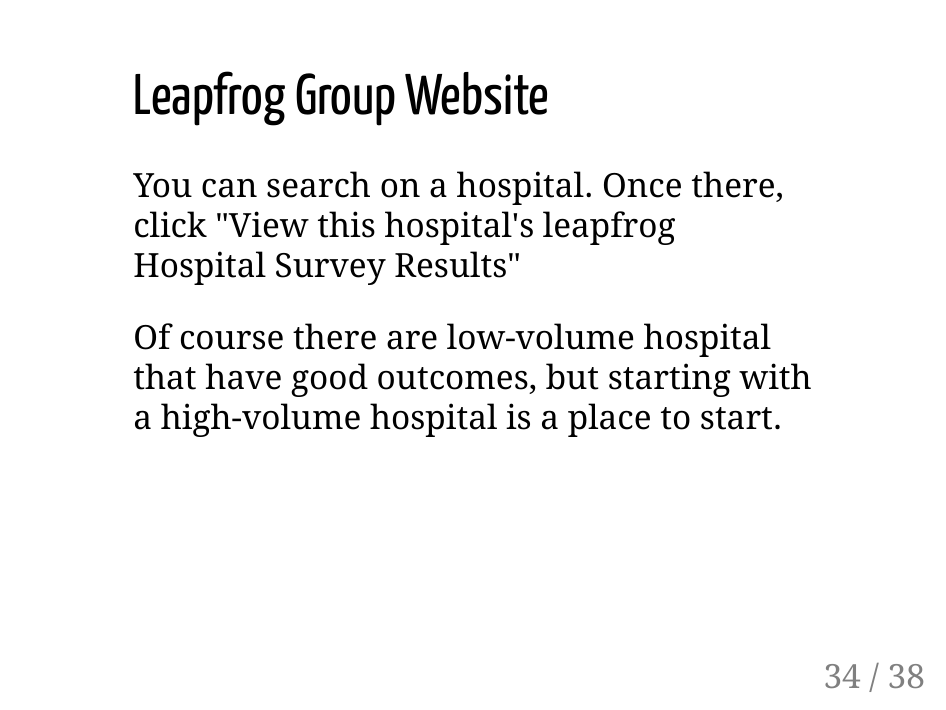 Leapfrog Group Website
You can search on a hospital. Once there,
click "View this hospital's leapfrog
Hospital Survey Results"
Of course there are low-volume hospital
that have good outcomes, but starting with
a high-volume hospital is a place to start.
34 / 38